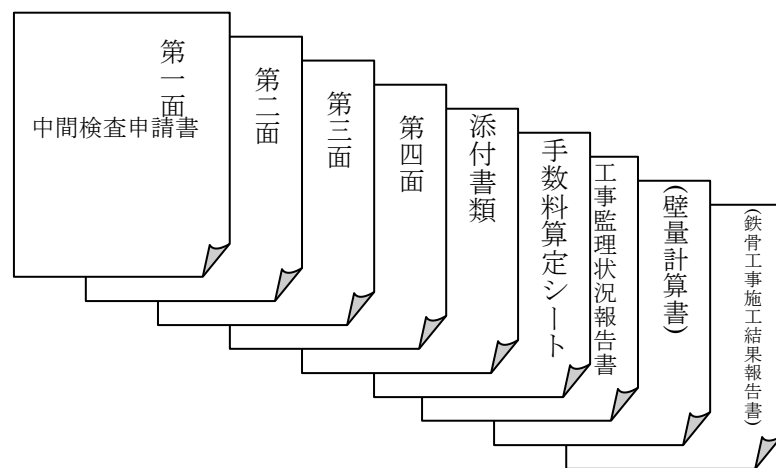 中間検査申請書
第一面
第二面
第三面
第四面
添付書類
手数料算定シート
工事監理状況報告書
(壁量計算書)
(鉄骨工事施工結果報告書)